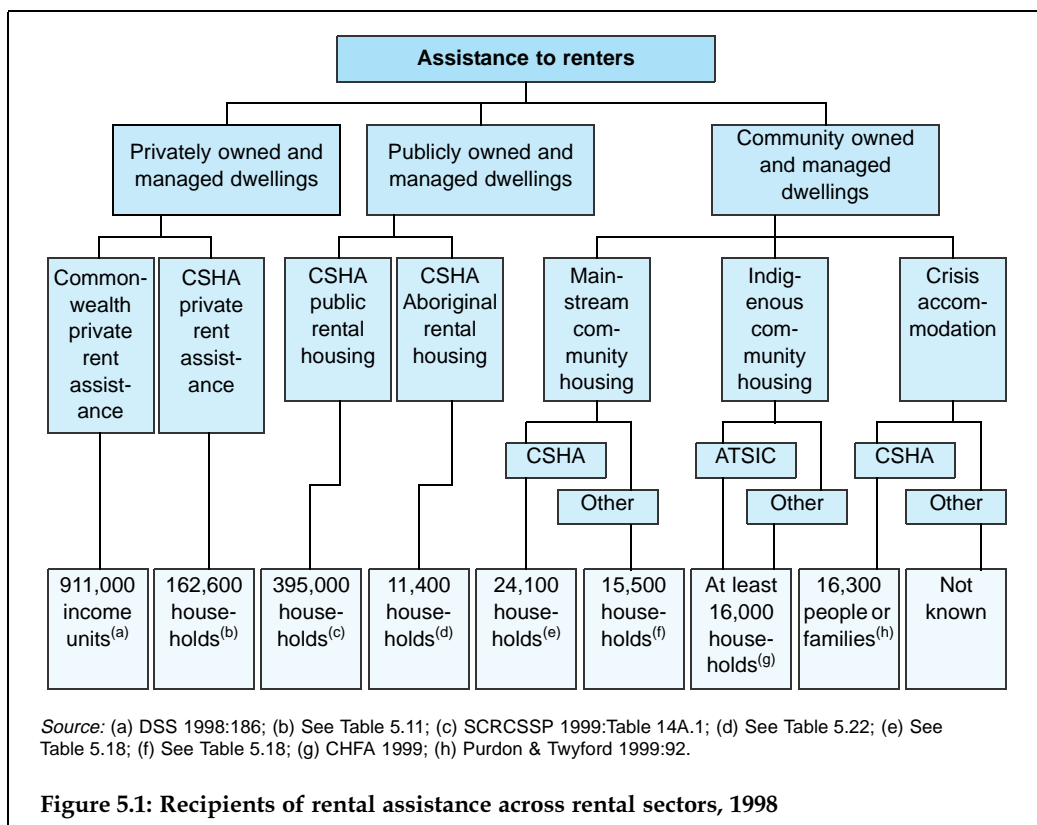 Assistance to renters
Privately owned and
managed dwellings
Publicly owned and
managed dwellings
Community owned
and managed
dwellings
Common-
wealth
private
rent
assist-
ance
CSHA
private
rent
assist-
ance
CSHA
public
rental
housing
CSHA
Aboriginal
rental
housing
Main-
stream
com-
munity
housing
Indig-
enous
com-
munity
housing
Crisis
accom-
modation
CSHA
Other
ATSIC
Other
CSHA
Other
911,000
income
units(a)
162,600
house-
holds(b)
395,000
house-
holds(c)
11,400
house-
holds(d)
24,100
house-
holds(e)
15,500
house-
holds(f)
At least
16,000
house-
holds(g)
16,300
people or
families(h)
Not
known
Source: (a) DSS 1998:186; (b) See Table 5.11; (c) SCRCSSP 1999:Table 14A.1; (d) See Table 5.22; (e) See
Table 5.18; (f) See Table 5.18; (g) CHFA 1999; (h) Purdon & Twyford 1999:92.
Figure 5.1: Recipients of rental assistance across rental sectors, 1998